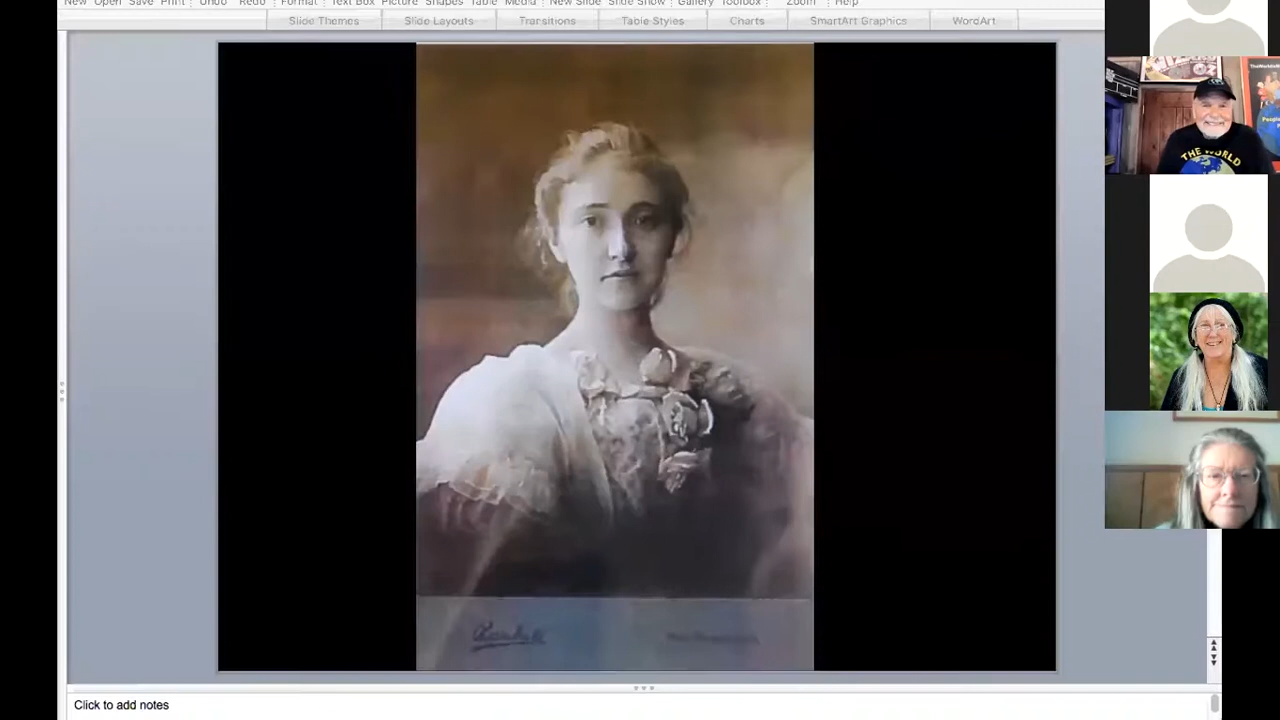 New Open Save Print Undo Redo Format Text Box Picture Shapes Table Media New Slide Slide Show Gallery Toolbox Zoom Help
Slide Themes Slide Layouts Transitions Table Styles Charts SmartArt Graphics WordArt
OZ
THE WORLD
Click to add notes